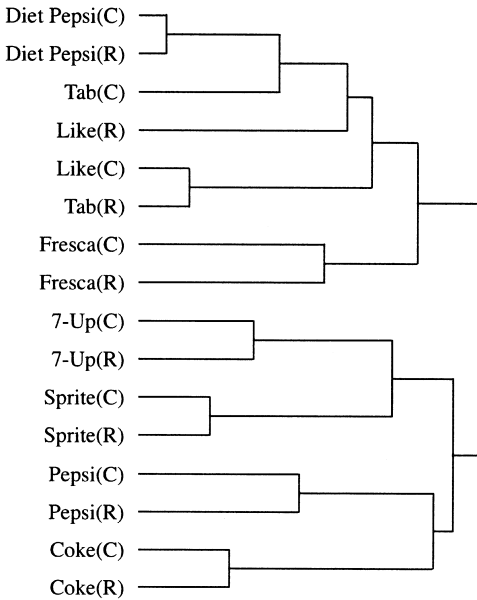 Diet Pepsi(C)
Diet Pepsi(R)
Tab(C)
Like(R)
Like(C)
Tab(R)
Fresca(C)
Fresca(R)
7-Up(C)
7-Up(R)
Sprite(C)
Sprite(R)
Pepsi(C)
Pepsi(R)
Coke(C)
Coke(R)